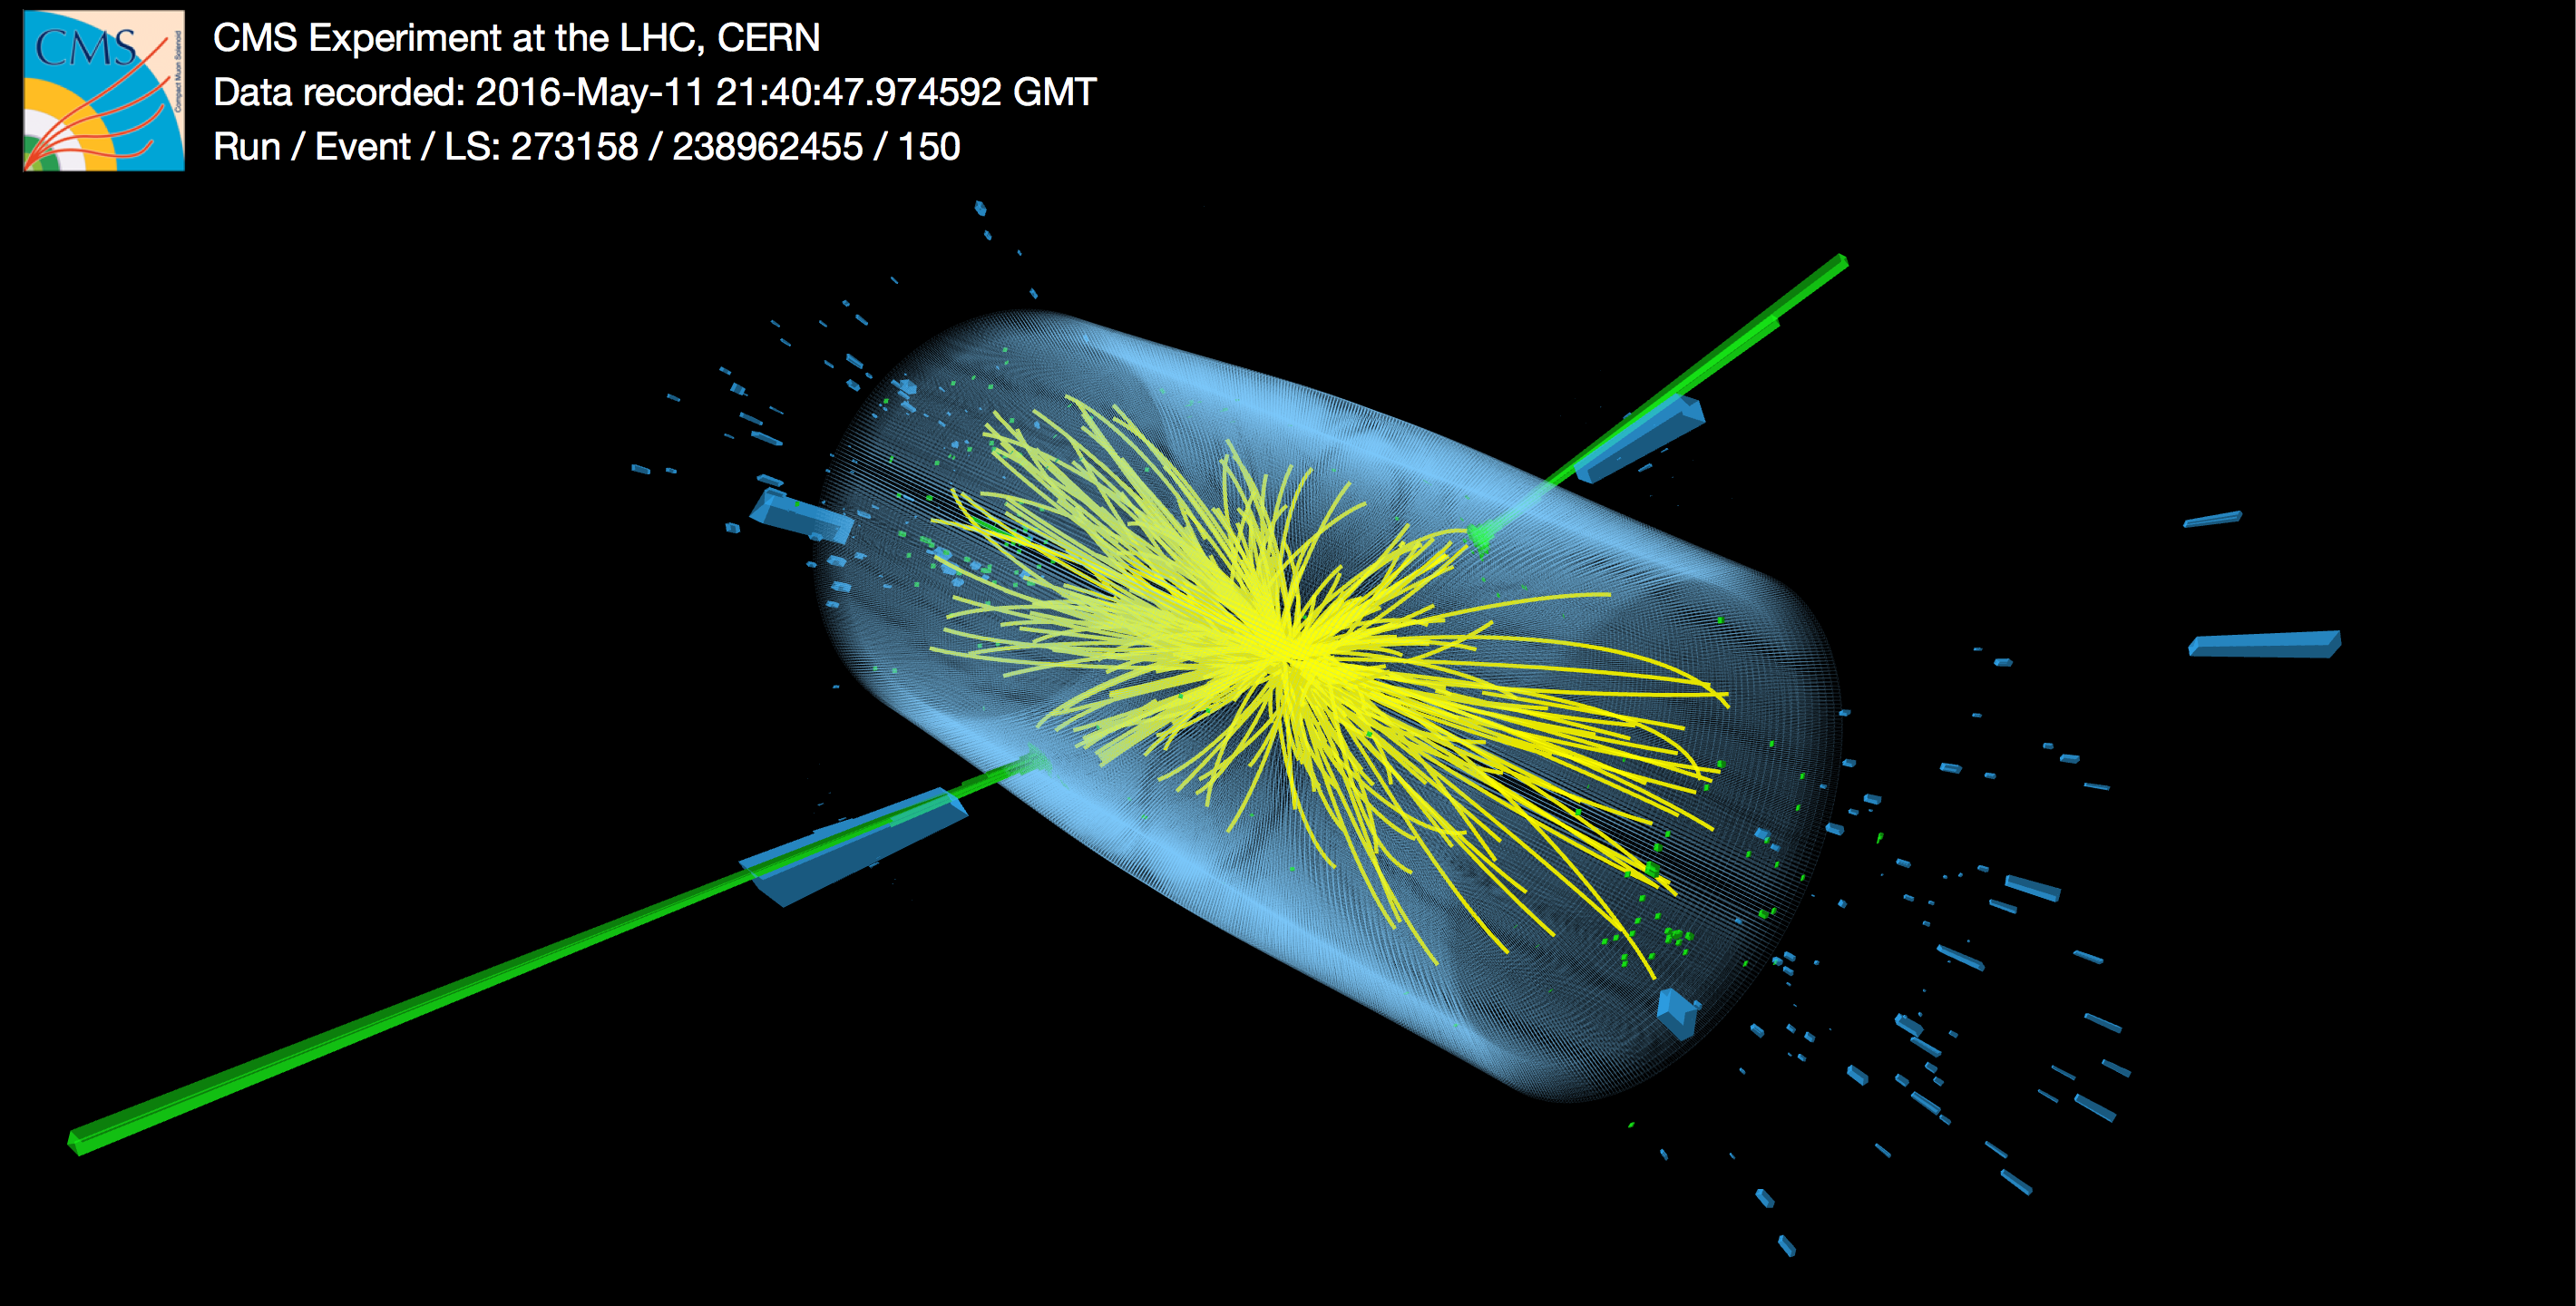 CMS
Compact Muon Solenoid
CMS Experiment at the LHC, CERN
Data recorded: 2016-May-11 21:40:47.974592 GMT
Run / Event / LS: 273158 / 238962455 / 150